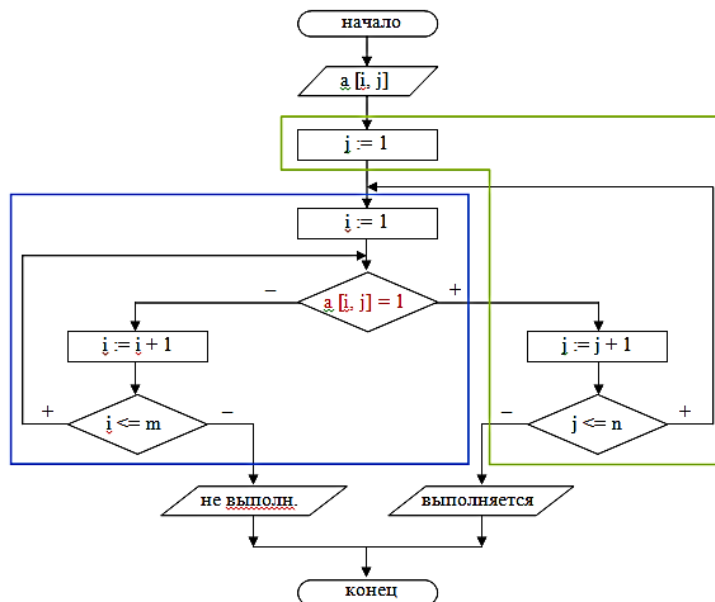 начало
a [i, j]
j := 1
i := 1
a [i, j] = 1
–
+
i := i + 1
j := j + 1
i <= m
+
–
j <= n
–
+
не выполн.
выполняется
конец